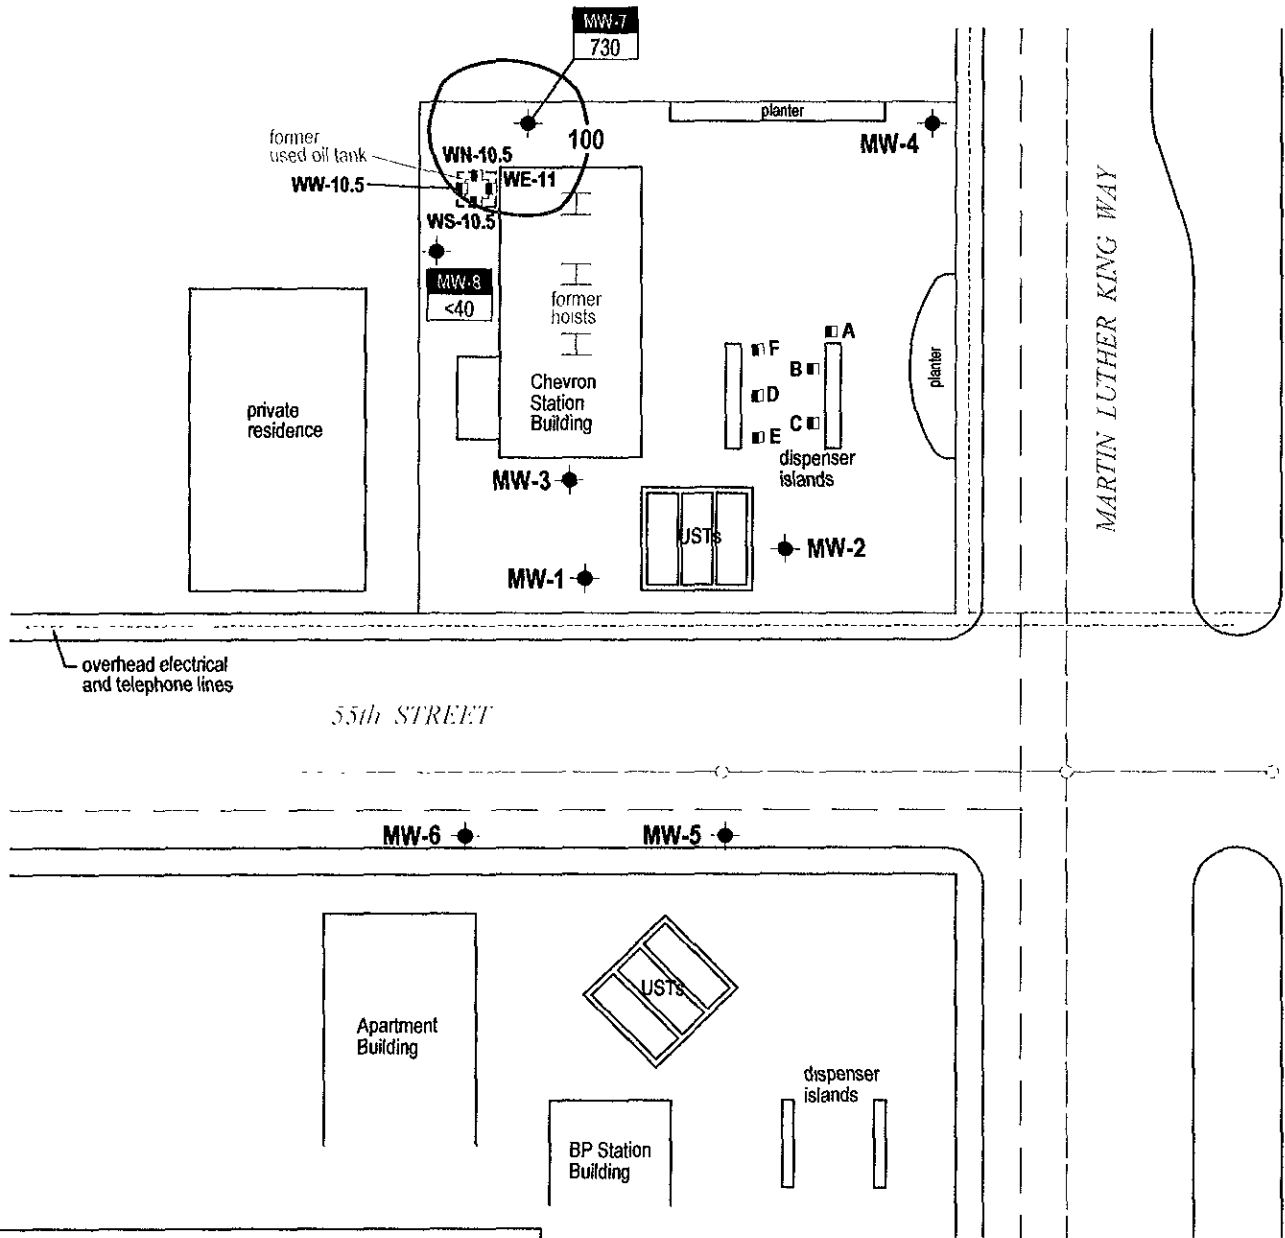 MW-7
730
planter
100
MW-4
former
used oil tank
WN-10.5
WW-10.5
WE-11
WS-10.5
MW-8
<40
former
hoists
A
F
B
D
C
E
planter
MARTIN LUTHER KING WAY
Chevron
Station
Building
private
residence
dispenser
islands
MW-3
USTs
MW-2
MW-1
overhead electrical
and telephone lines
55th STREET
MW-6
MW-5
USTs
Apartment
Building
dispenser
islands
BP Station
Building